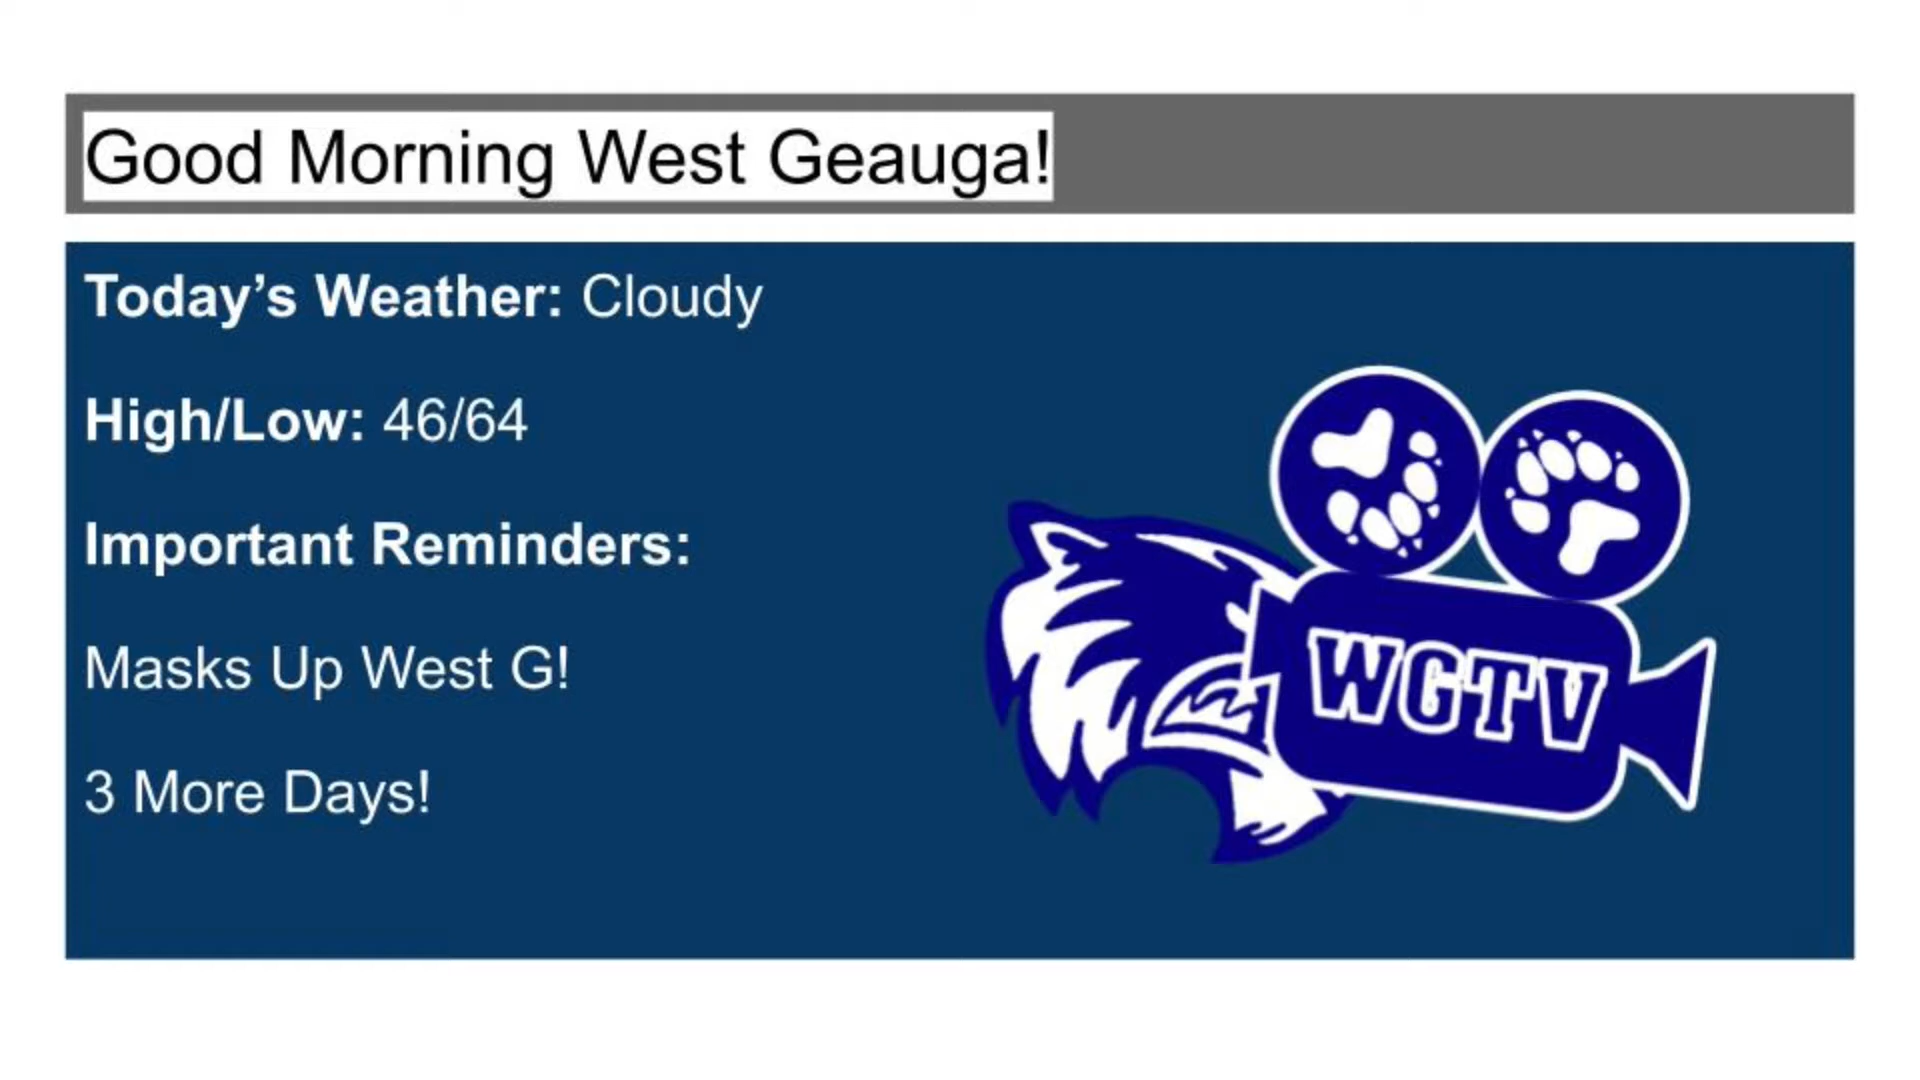 Good Morning West Geauga!
Today’s Weather: Cloudy
High/Low: 46/64
Important Reminders:
Masks Up West G!
3 More Days!
WGTV